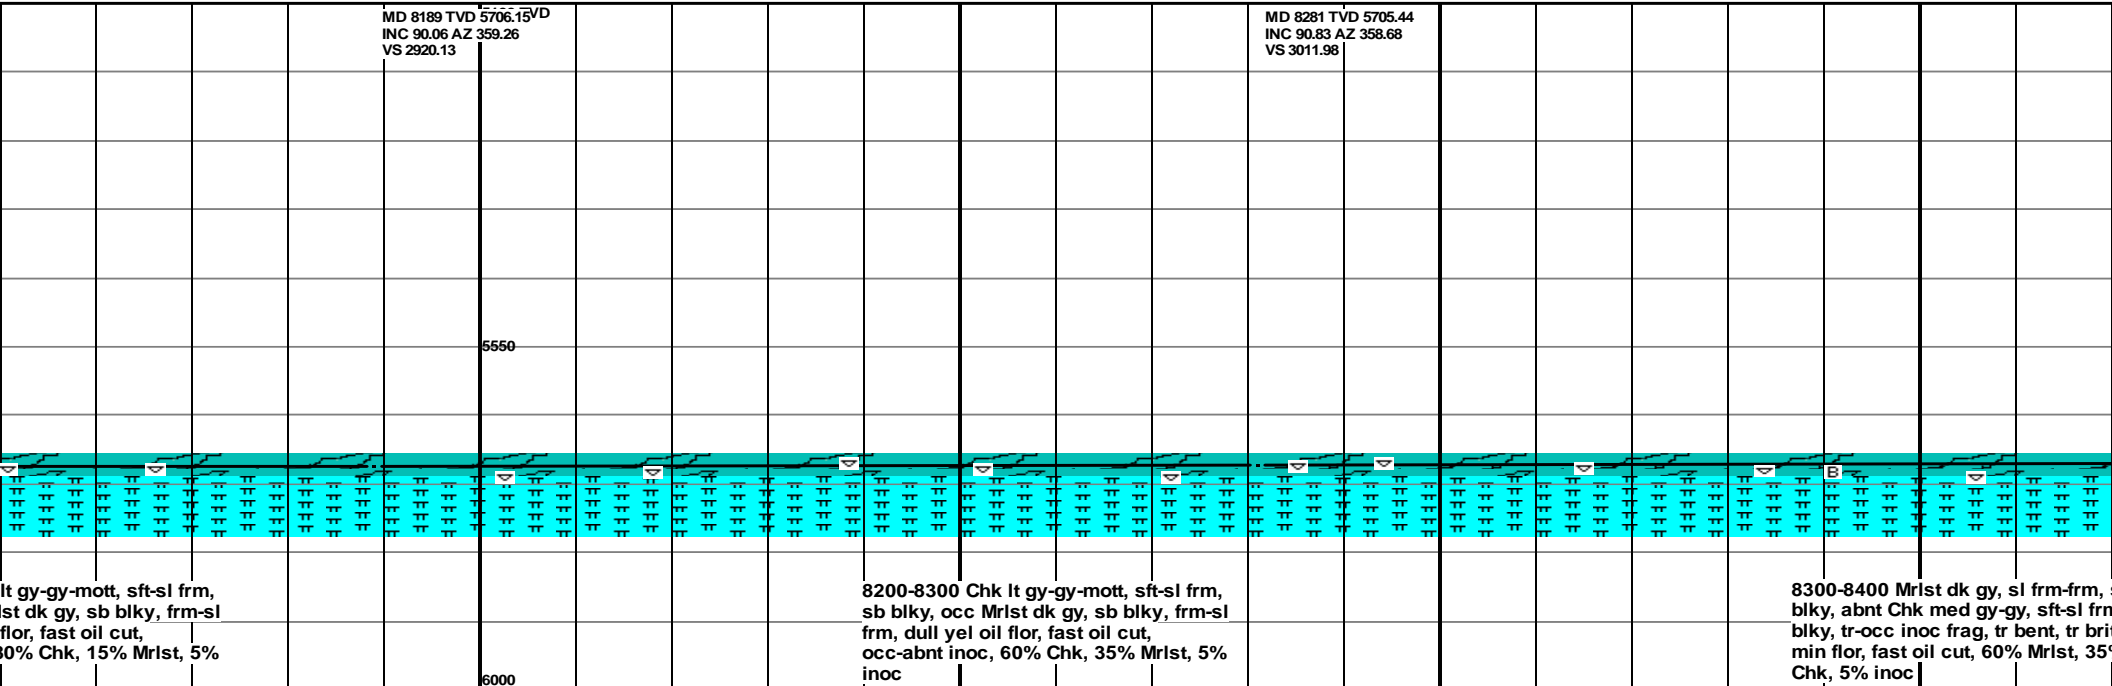 MD 8189 TVD 5706.15
INC 90.06 AZ 359.26
VS 2920.13
TVD
MD 8281 TVD 5705.44
INC 90.83 AZ 358.68
VS 3011.98
5550
B
lt gy-gy-mott, sft-sl frm,
lst dk gy, sb blky, frm-sl
flor, fast oil cut,
80% Chk, 15% Mrlst, 5%
8200-8300 Chk lt gy-gy-mott, sft-sl frm,
sb blky, occ Mrlst dk gy, sb blky, frm-sl
frm, dull yel oil flor, fast oil cut,
occ-abnt inoc, 60% Chk, 35% Mrlst, 5%
inoc
8300-8400 Mrlst dk gy, sl frm-frm,
blky, abnt Chk med gy-gy, sft-sl frm
blky, tr-occ inoc frag, tr bent, tr brit
min flor, fast oil cut, 60% Mrlst, 35%
Chk, 5% inoc
6000